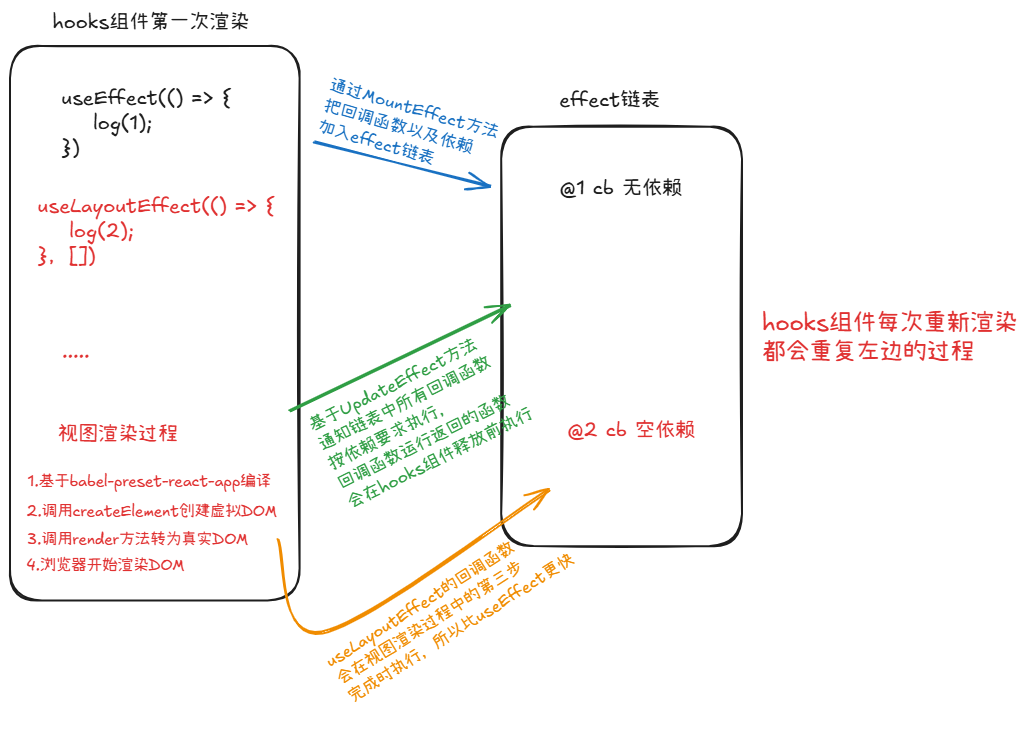 hooks组件第一次渲染
useEffect(() => {
log(1);
})
useLayoutEffect(() => {
log(2);
}, [])
.....
视图渲染过程
1.基于babel-preset-react-app编译
2.调用createElement创建虚拟DOM
3.调用render方法转为真实DOM
4.浏览器开始渲染DOM
通过MountEffect方法
把回调函数以及依赖
加入effect链表
基于UpdateEffect方法
通知链表中所有回调函数
按依赖要求执行,
回调函数运行返回的函数
会在hooks组件释放前执行
useLayoutEffect的回调函数
会在视图渲染过程中的第三步
完成时执行, 所以比useEffect更快
effect链表
@1 cb 无依赖
@2 cb 空依赖
hooks组件每次重新渲染
都会重复左边的过程